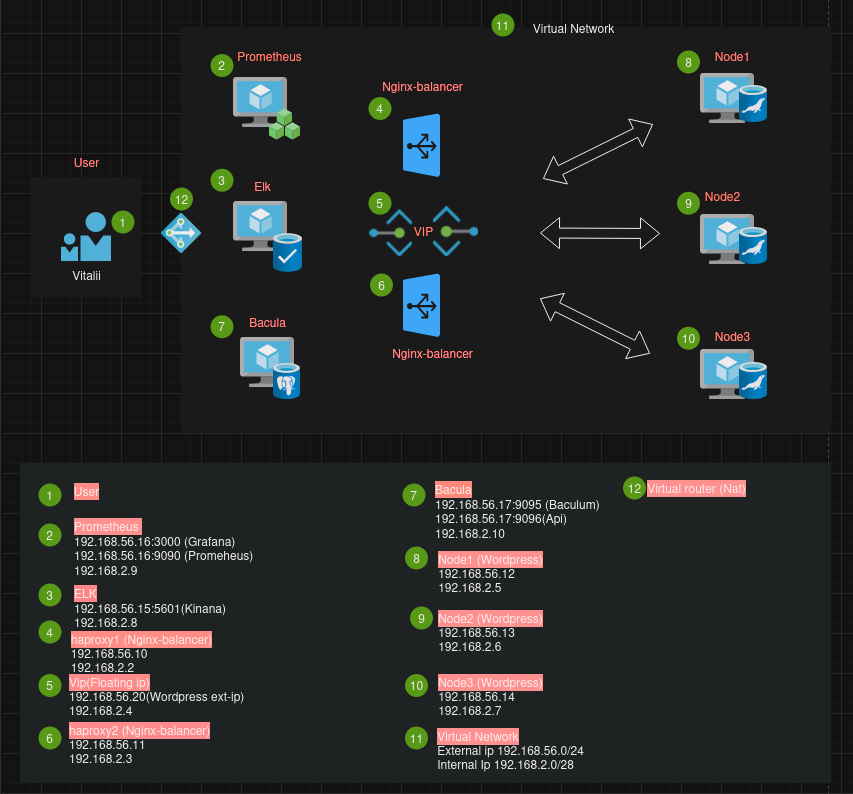 11
Virtual Network
2
Prometheus
Nginx-balancer
8
Node1
4
User
3
Elk
12
5
9
Node2
1
VIP
Vitalii
6
7
Bacula
10
Node3
Nginx-balancer
1
User
2
Prometheus
192.168.56.16:3000 (Grafana)
192.168.56.16:9090 (Promeheus)
192.168.2.9
3
ELK
192.168.56.15:5601(Kinana)
192.168.2.8
4
haproxy1 (Nginx-balancer)
192.168.56.10
192.168.2.2
5
Vip(Floating ip)
192.168.56.20(Wordpress ext-ip)
192.168.2.4
6
haproxy2 (Nginx-balancer)
192.168.56.11
192.168.2.3
7
Bacula
192.168.56.17:9095 (Baculum)
192.168.56.17:9096(Api)
192.168.2.10
8
Node1 (Wordpress)
192.168.56.12
192.168.2.5
9
Node2 (Wordpress)
192.168.56.13
192.168.2.6
10
Node3 (Wordpress)
192.168.56.14
192.168.2.7
11
Virtual Network
External ip 192.168.56.0/24
Internal Ip 192.168.2.0/28
12
Virtual router (Nat)